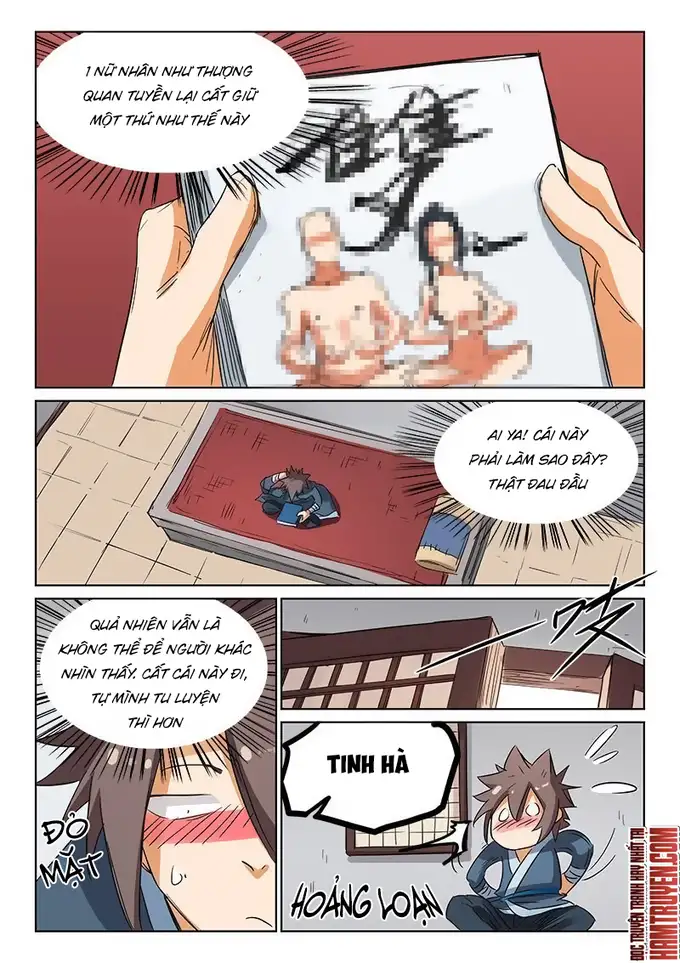 1 NỮ NHÂN NHƯ THƯỢNG
QUAN TUYỀN LẠI CẤT GIỮ
MỘT THỨ NHƯ THẾ NÀY
AI YA! CÁI NÀY
PHẢI LÀM SAO ĐÂY?
THẬT ĐAU ĐẦU
QUẢ NHIÊN VẪN LÀ
KHÔNG THỂ ĐỂ NGƯỜI KHÁC
NHÌN THẤY. CẤT CÁI NÀY ĐI,
TỰ MÌNH TU LUYỆN
THÌ HƠN
ĐỎ
MẶT
吱
TINH HÀ
HOẢNG LOẠN
ĐỌC TRUYỆN TRANH HAY NHẤT TẠI
HAMTRUYEN.COM